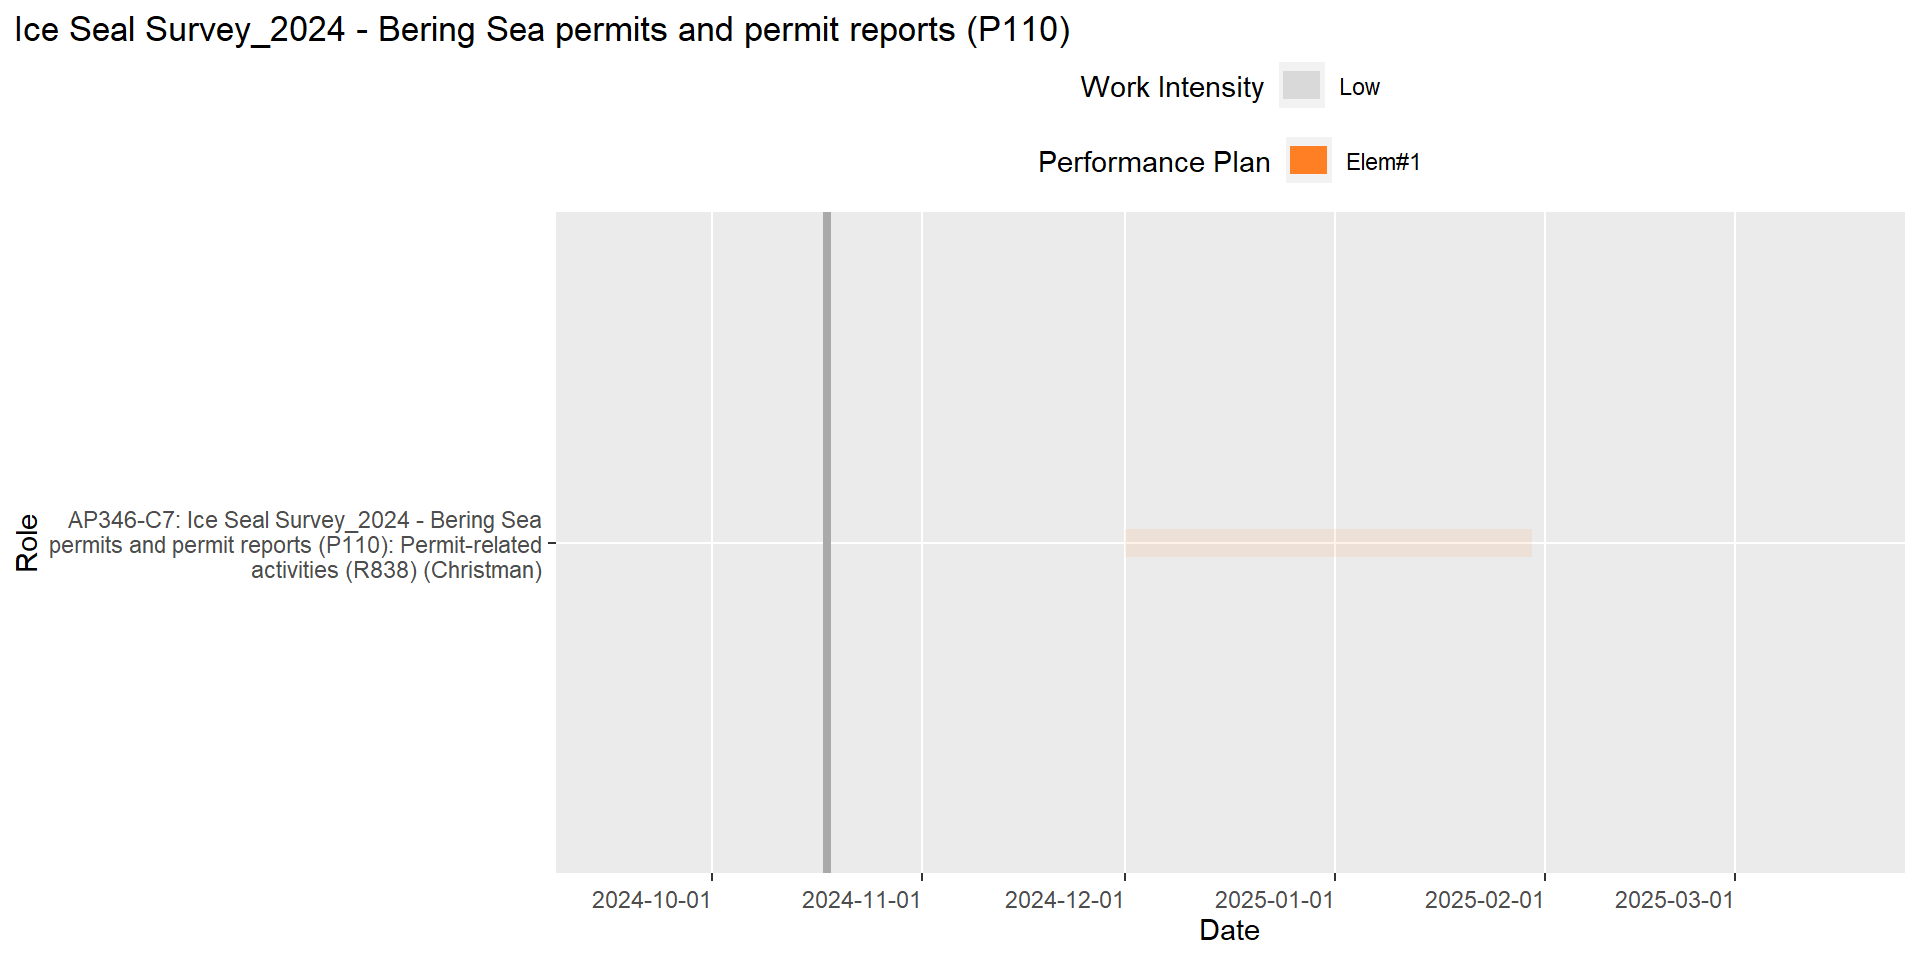 Ice Seal Survey_2024 - Bering Sea permits and permit reports (P110)
Work Intensity Low
Performance Plan Elem#1
Role
AP346-C7: Ice Seal Survey_2024 - Bering Sea
permits and permit reports (P110): Permit-related
activities (R838) (Christman)
2024-10-01 2024-11-01 2024-12-01 2025-01-01 2025-02-01 2025-03-01
Date